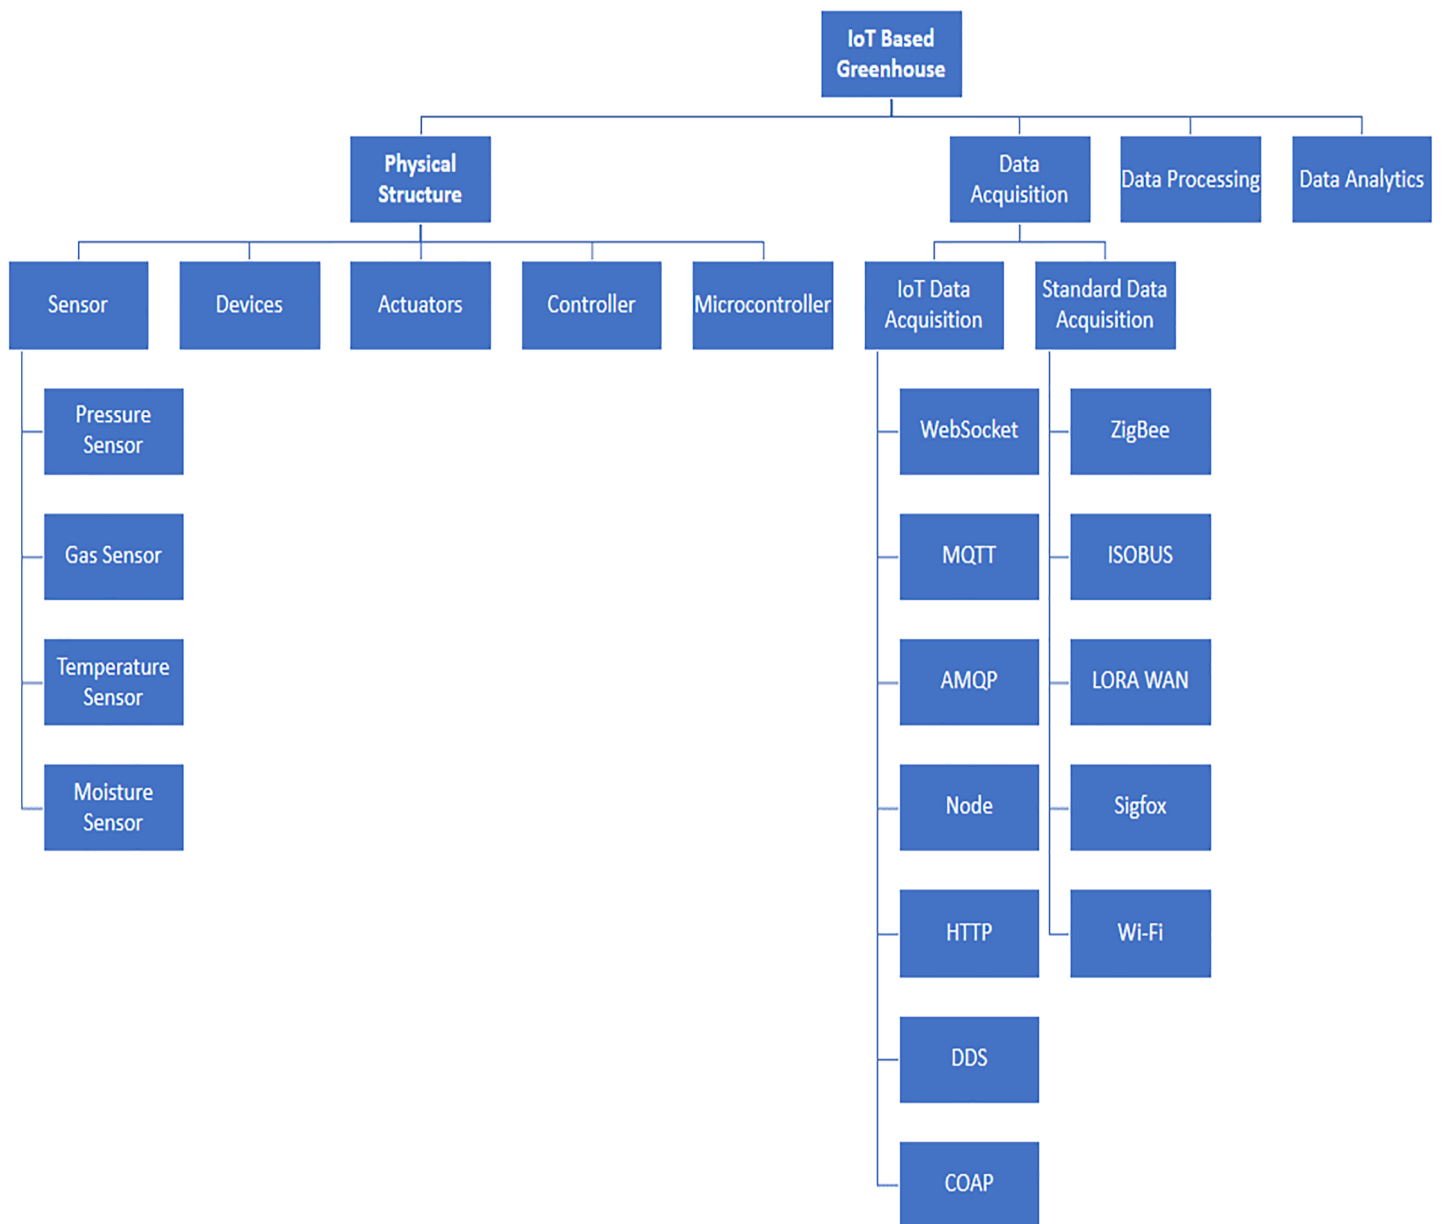 IoT Based
Greenhouse
Physical
Structure
Data
Acquisition
Data Processing
Data Analytics
Sensor
Devices
Actuators
Controller
Microcontroller
IoT Data
Acquisition
Standard Data
Acquisition
Pressure
Sensor
Gas Sensor
Temperature
Sensor
Moisture
Sensor
WebSocket
MQTT
AMQP
Node
HTTP
DDS
COAP
ZigBee
ISOBUS
LORA WAN
Sigfox
Wi-Fi